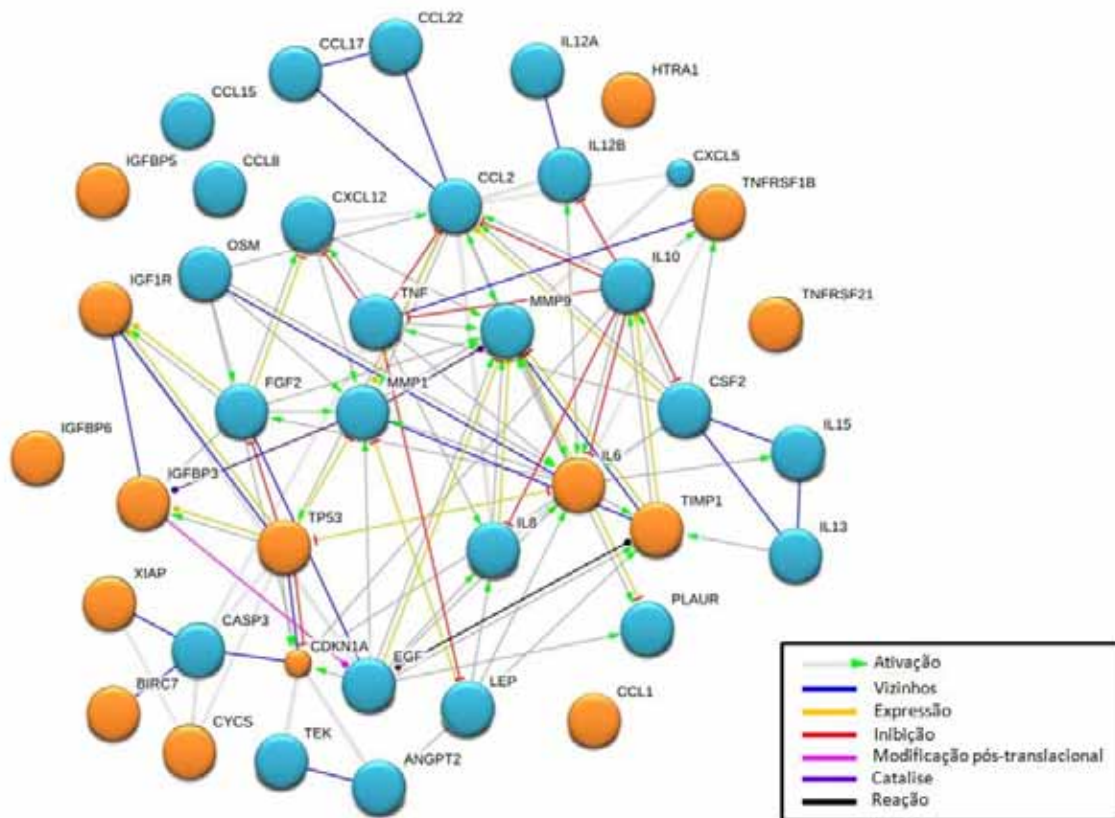 CCL22
CCL17
IL12A
HTRA1
CCL15
IGFBP5
CCL8
IL12B
CXCL5
CCL2
TNFRSF1B
CXCL12
OSM
IL10
IGF1R
TNF
MMP9
TNFRSF21
FGF2
MMP1
CSF2
IL15
IGFBP6
IGFBP3
IL6
TIMP1
TP53
IL8
IL13
XIAP
CASP3
PLAUR
CDKN1A
EGF
BIRC7
LEP
CCL1
CYCS
TEK
ANGPT2
Ativação
Vizinhos
Expressão
Inibição
Modificação pós-translacional
Catalise
Reação